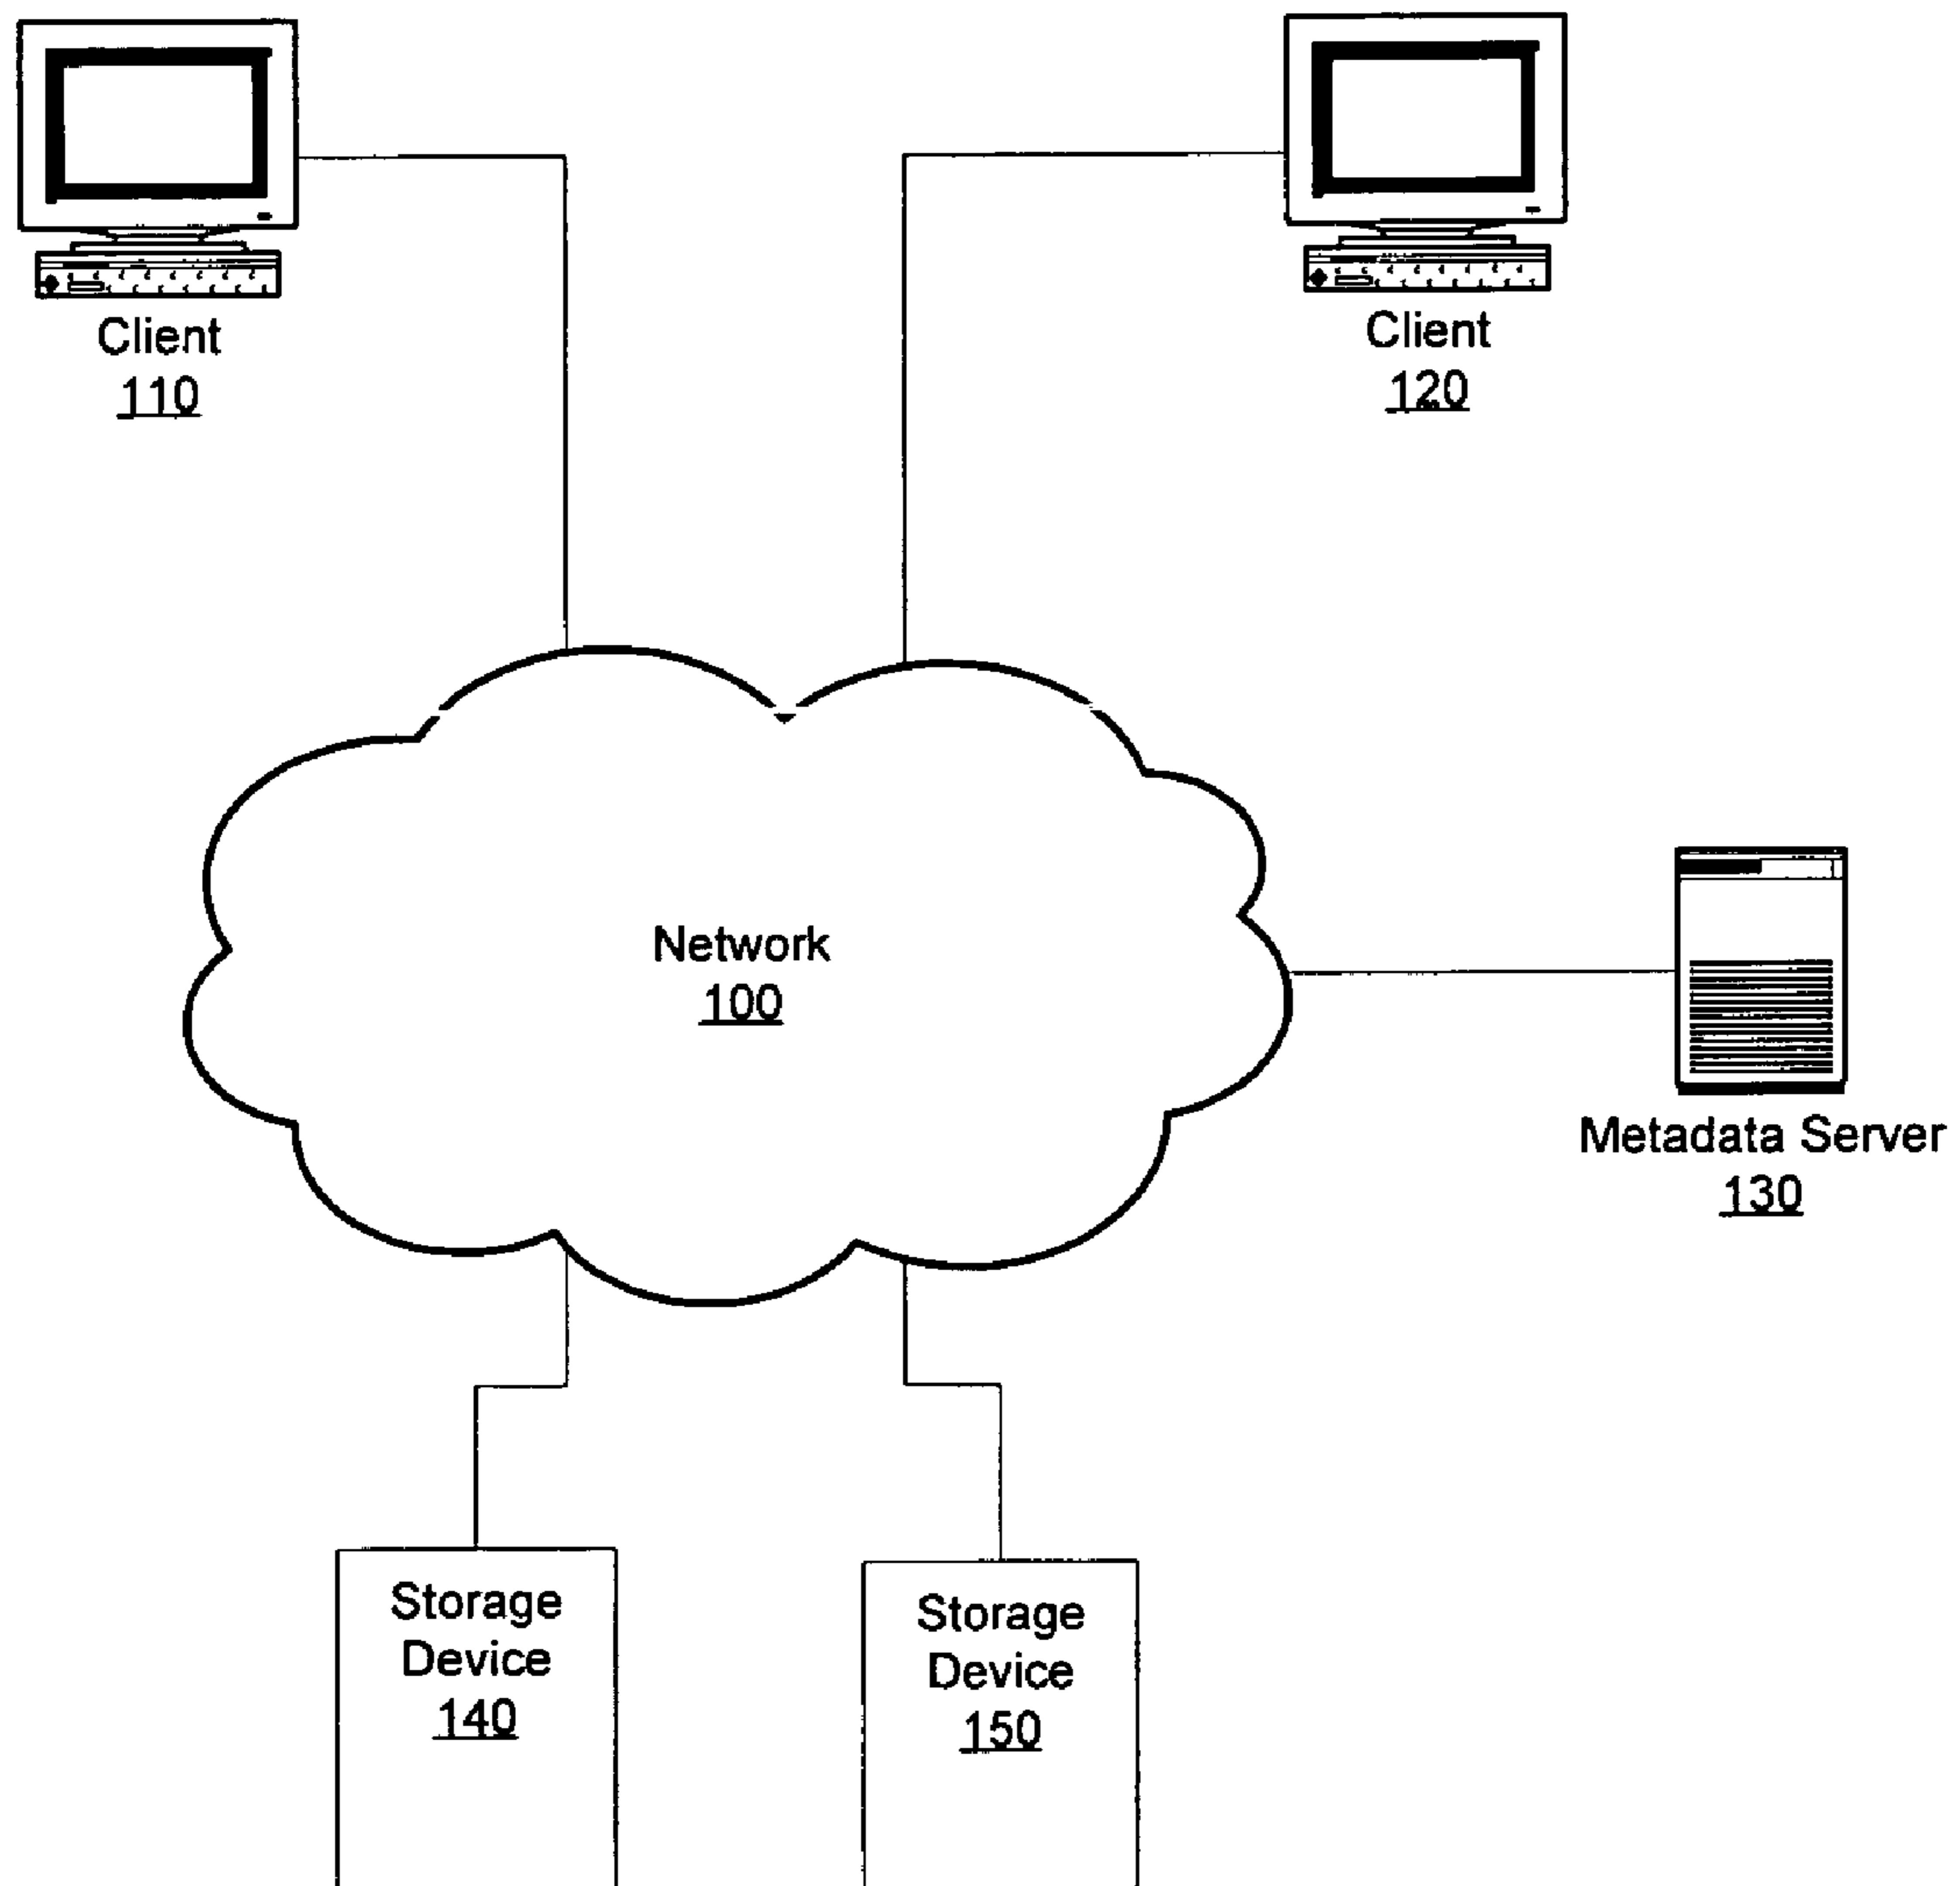 Client
110
Client
120
Network
100
Metadata Server
130
Storage
Device
140
Storage
Device
150